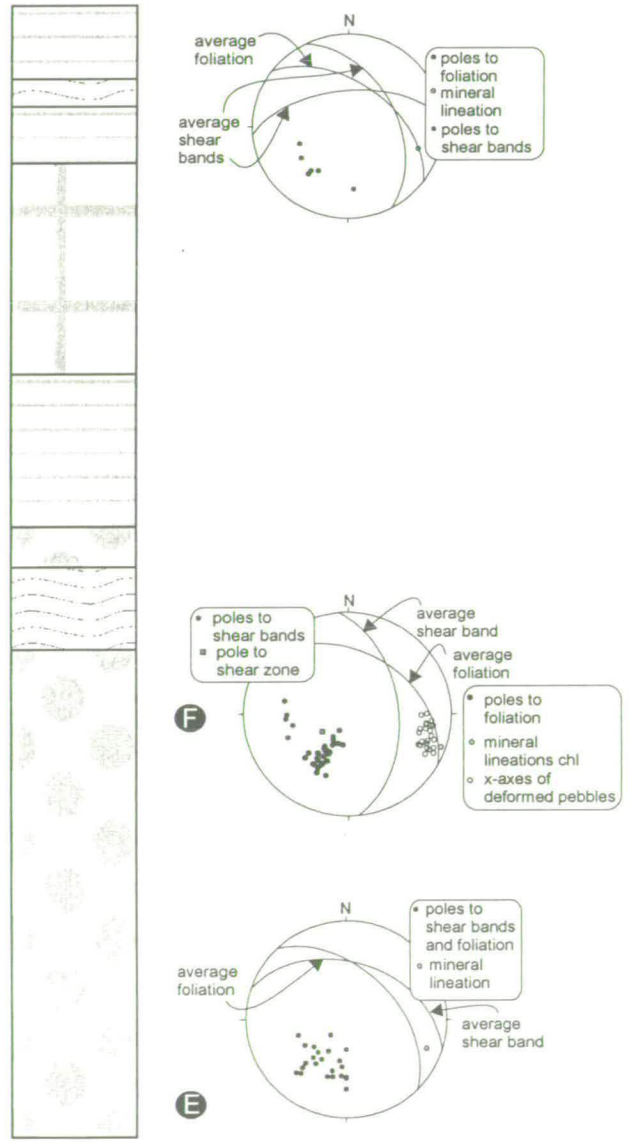 N
average
foliation
average
shear
bands
poles to
foliation
mineral
lineation
poles to
shear bands
N
poles to
shear bands
pole to
shear zone
average
shear band
average
foliation
F
poles to
foliation
mineral
lineations chl
x-axes of
deformed pebbles
N
average
foliation
poles to
shear bands
and foliation
mineral
lineation
average
shear band
E